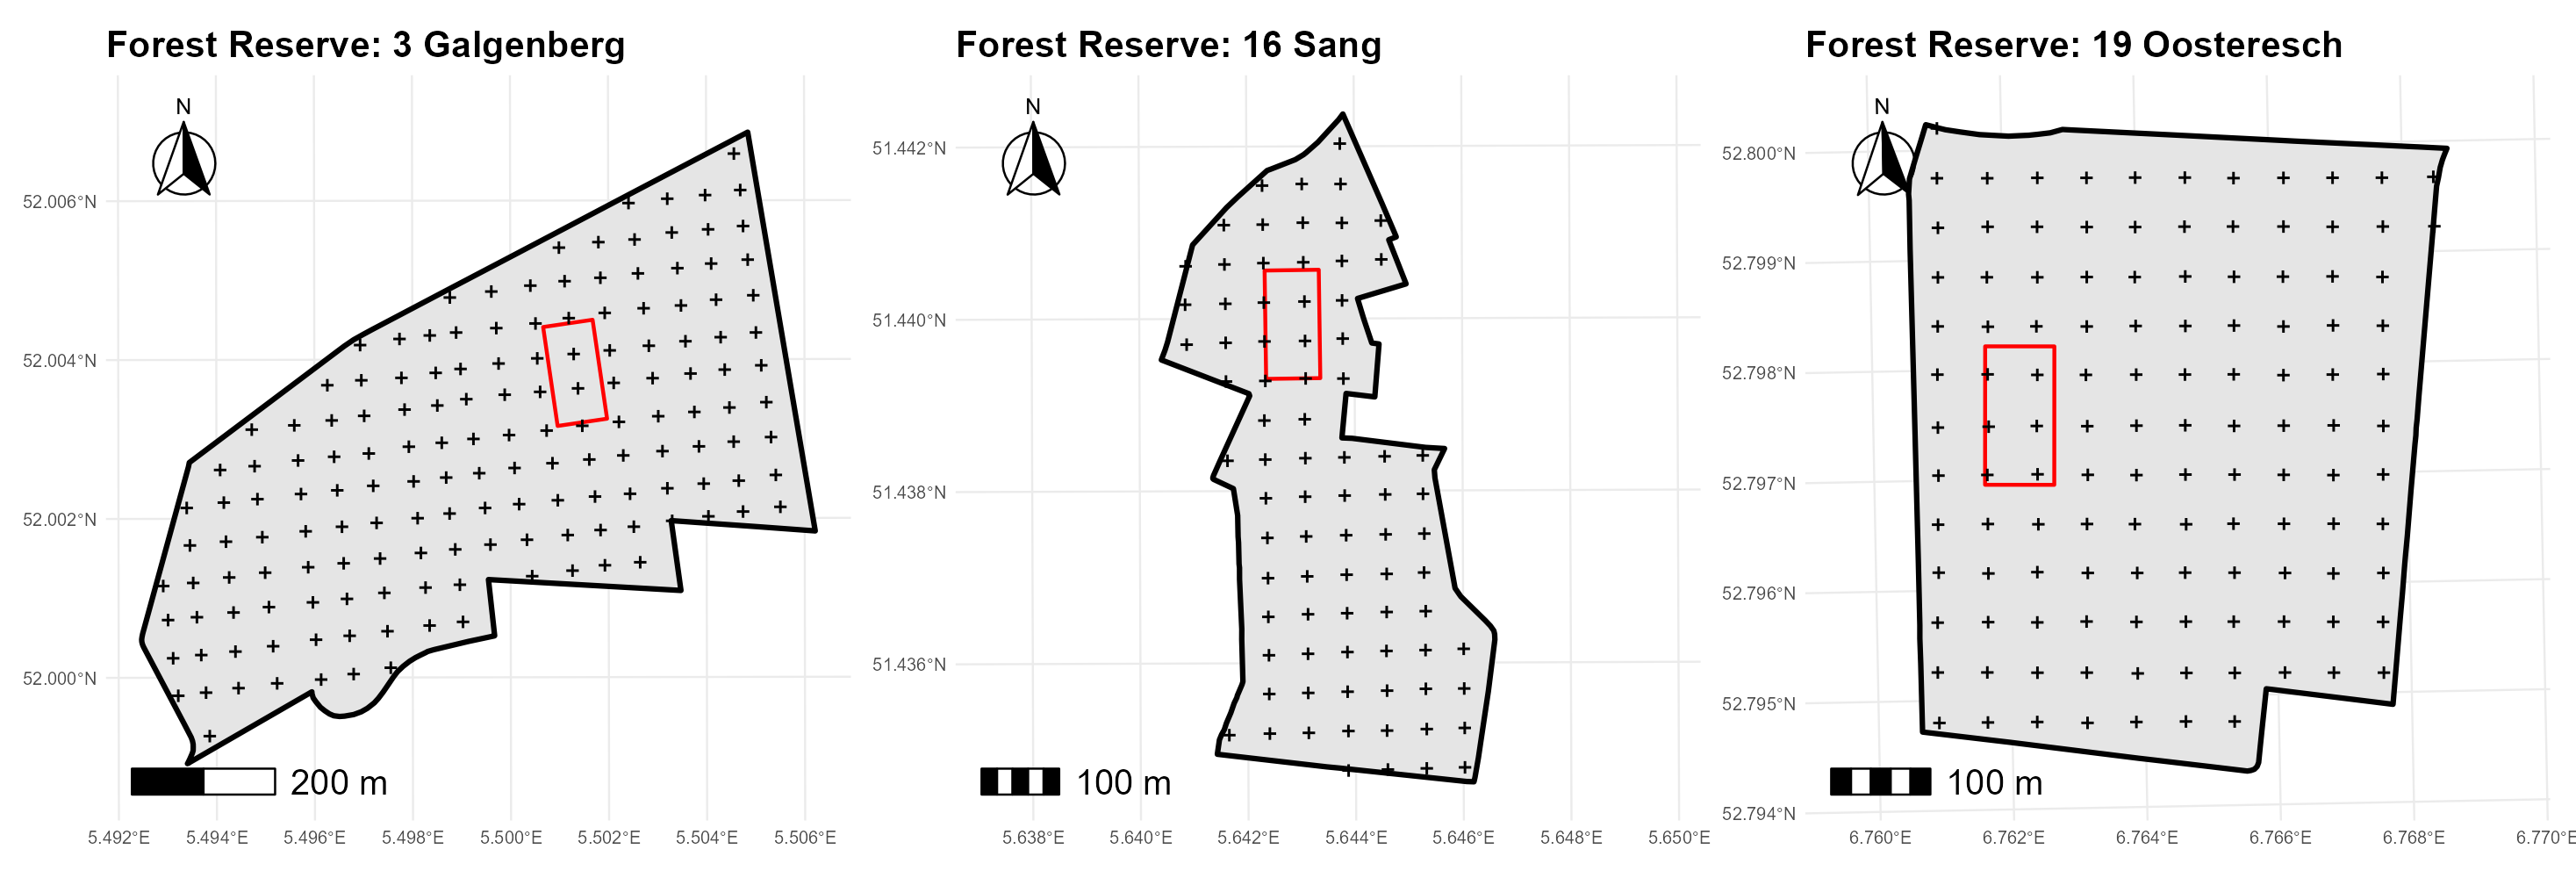 Forest Reserve: 3 Galgenberg
N
52.006°N
52.004°N
52.002°N
52.000°N
200 m
5.492°E 5.494°E 5.496°E 5.498°E 5.500°E 5.502°E 5.504°E 5.506°E
Forest Reserve: 16 Sang
N
51.442°N
51.440°N
51.438°N
51.436°N
100 m
5.638°E 5.640°E 5.642°E 5.644°E 5.646°E 5.648°E 5.650°E
Forest Reserve: 19 Oosteresch
N
52.800°N
52.799°N
52.798°N
52.797°N
52.796°N
52.795°N
52.794°N
100 m
6.760°E 6.762°E 6.764°E 6.766°E 6.768°E 6.770°E